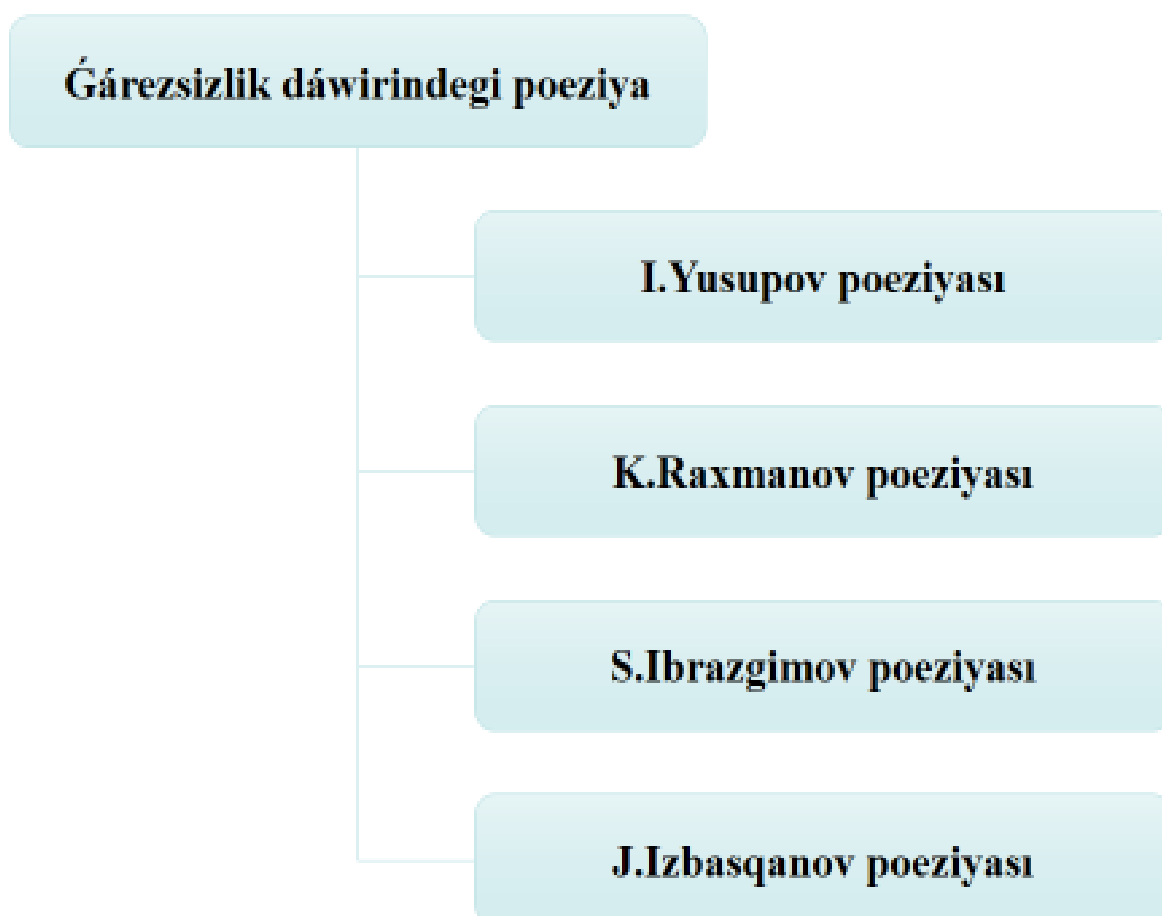 Ǵárezsizlik dáwirindegi poeziya
I.Yusupov poeziyası
K.Raxmanov poeziyası
S.Ibrazgimov poeziyası
J.Izbasqanov poeziyası